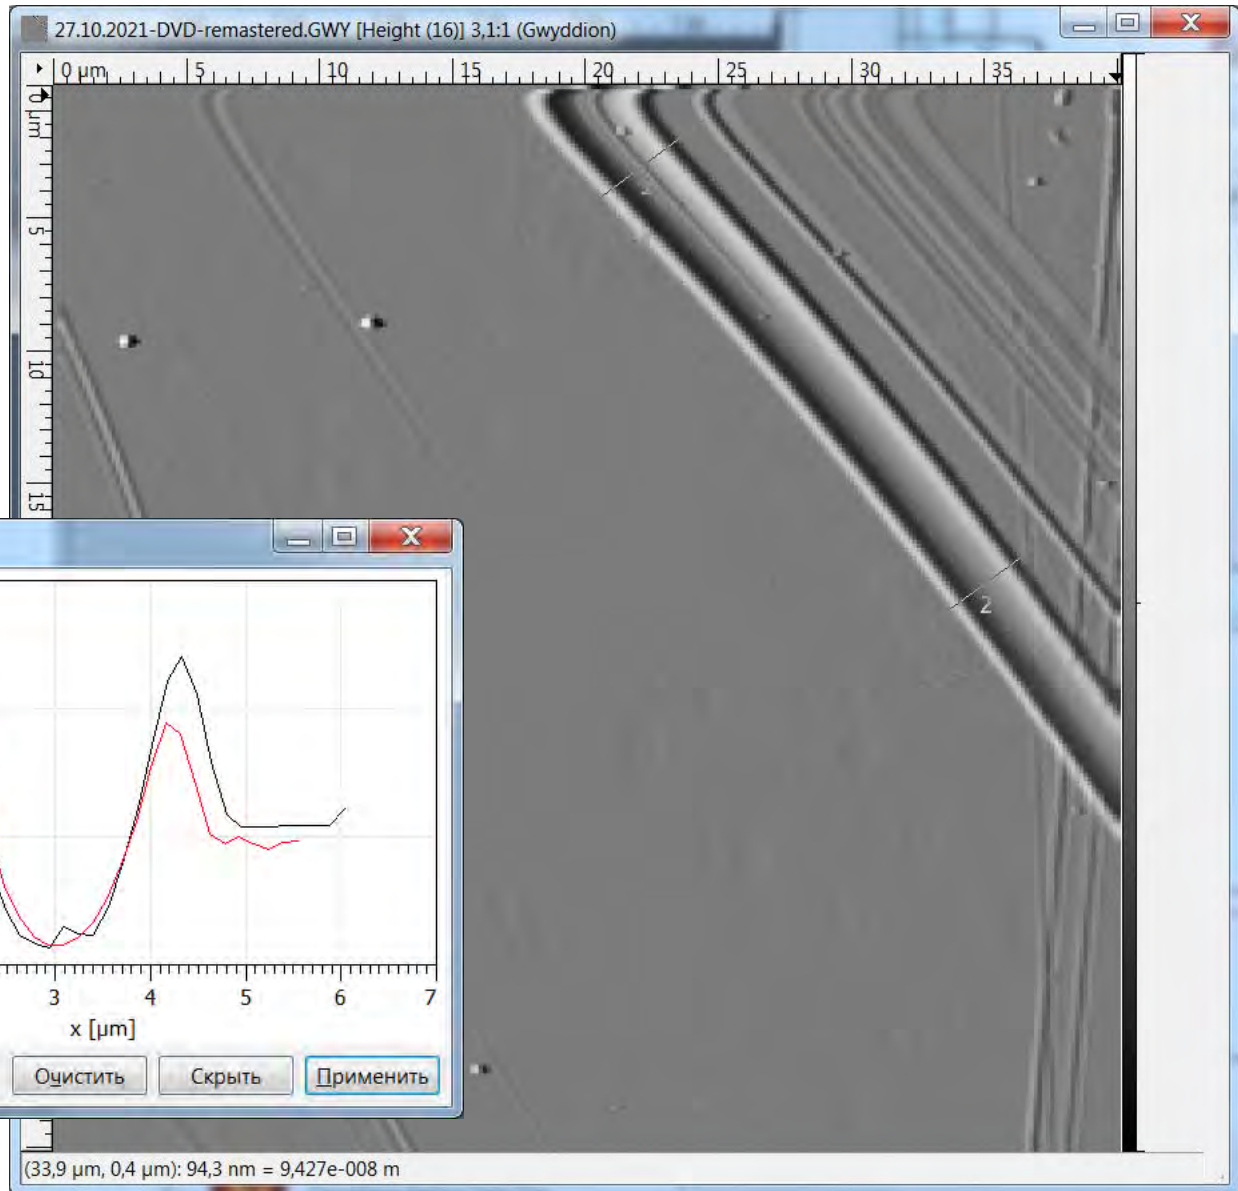 27.10.2021-DVD-remastered.GWY [Height (16)] 3,1:1 (Gwyddion)
0 µm 5 10 15 20 25 30 35
0 µm
5
10
15
2
3 4 5 6 7
x [µm]
Очистить Скрыть Применить
(33,9 µm, 0,4 µm): 94,3 nm = 9,427e-008 m